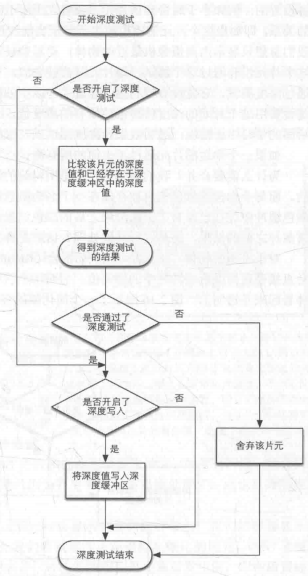 开始深度测试
否
是否开启了深度
测试
是
比较该片元的深度
值和已经存在于深
度缓冲区中的深度
值
得到深度测试
的结果
是否通过了
深度测试
否
是
是否开启了
深度写入
否
是
舍弃该片元
将深度值写入深
度缓冲区
深度测试结束